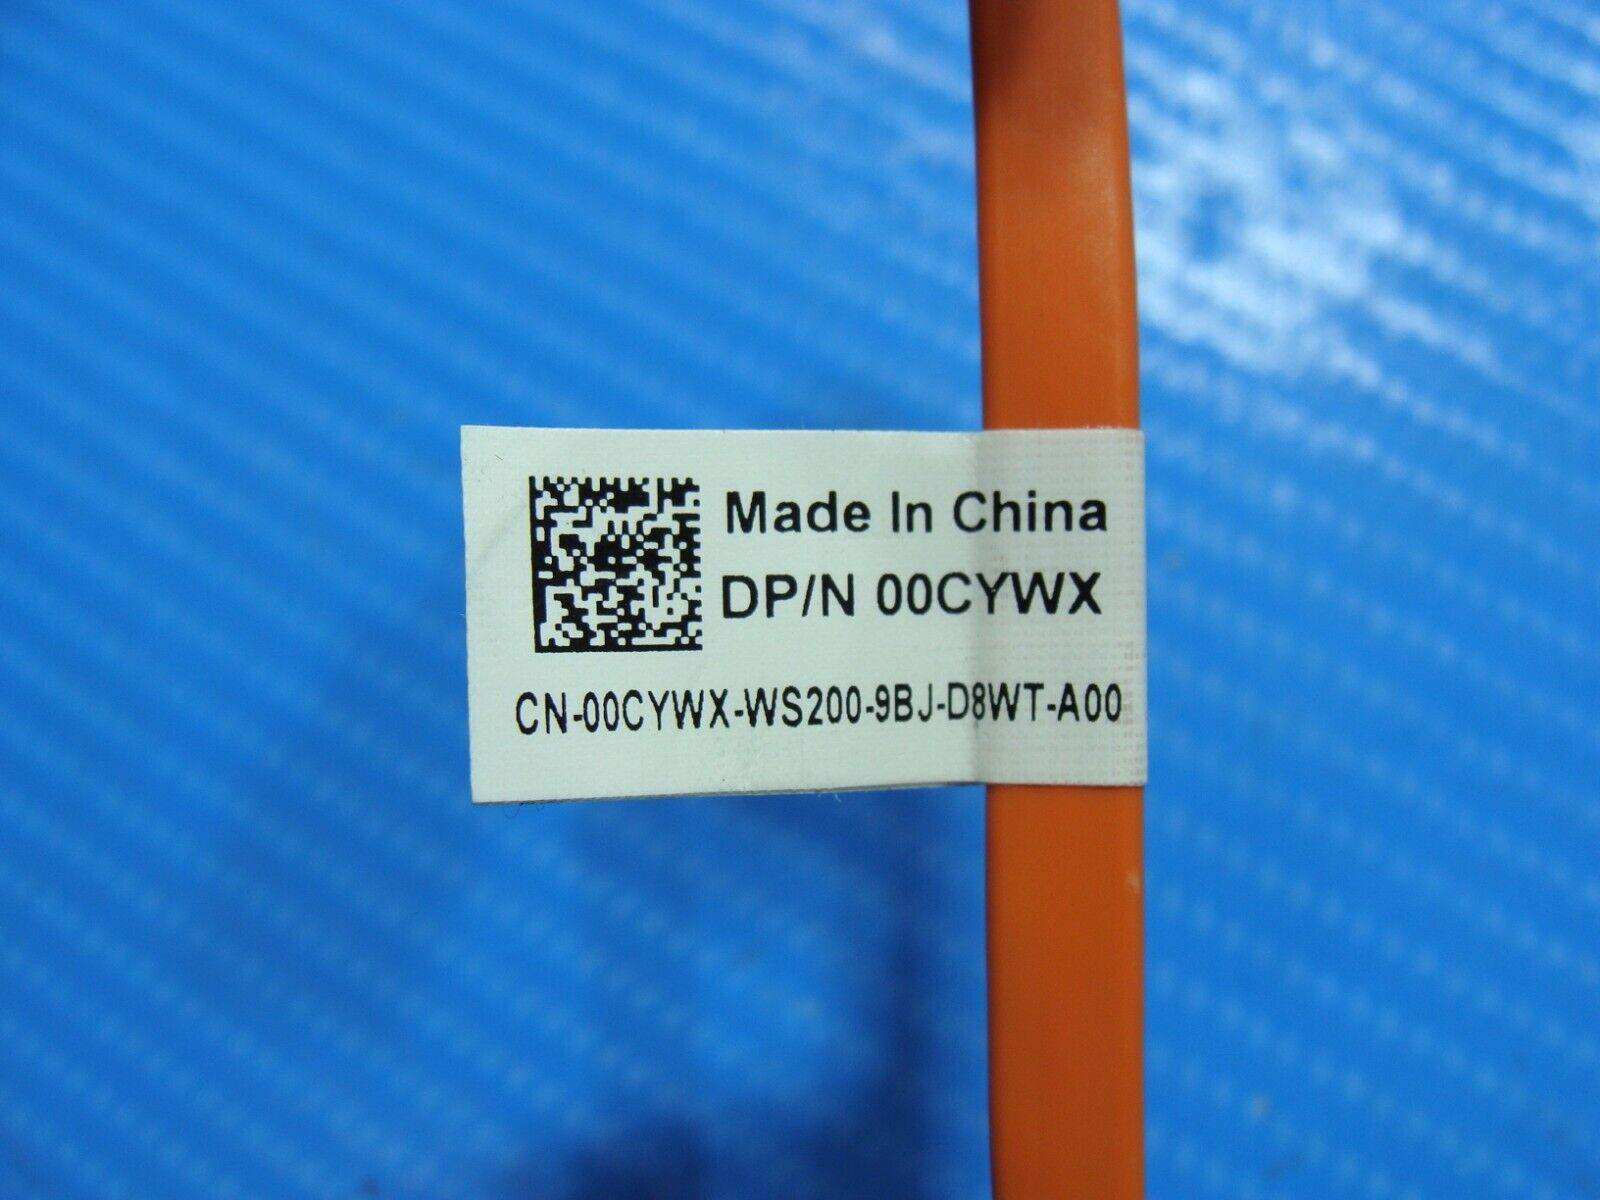 Made In China
DP/N 00CYWX
CN-00CYWX-WS200-9BJ-D8WT-A00